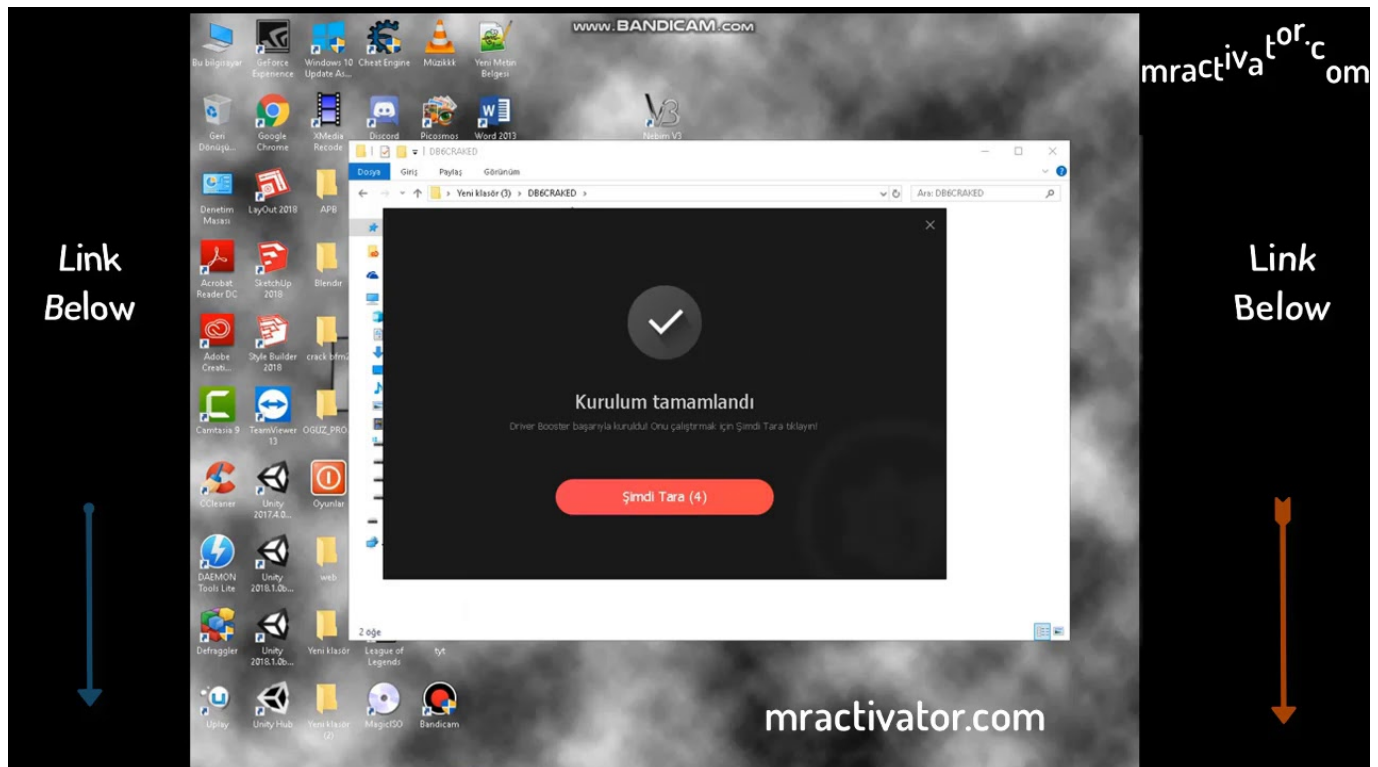 www.BANDICAM.com
mractivator.com
Link
Below
Link
Below
Bu bilgisayar
GeForce
Experience
Windows 10
Update As...
Cheat Engine
Müzikkk
Yeni Metin
Belgesi
Geri
Dönüşü...
Google
Chrome
XMedia
Recode
Discord
Picosmos
Word 2013
Nebim V3
DB6CRAKED
Dosya
Giriş
Paylaş
Görünüm
Yeni klasör (3)
DB6CRAKED
Ara: DB6CRAKED
Denetim
Masası
LayOut 2018
APB
Acrobat
Reader DC
SketchUp
2018
Blendir
Adobe
Creati...
Style Builder
2018
crack bfm2
Camtasia 9
TeamViewer
13
OGUZ_PRO
CCleaner
Unity
2017.4.0...
Oyunlar
DAEMON
Tools Lite
Unity
2018.1.0b...
web
Kurulum tamamlandı
Driver Booster başarıyla kuruldu! Onu çalıştırmak için Şimdi Tara tıklayın!
Şimdi Tara (4)
2 öğe
Defraggler
Unity
2018.1.0b...
Yeni klasör
League of
Legends
tyt
Uplay
Unity Hub
Yeni klasör
(2)
MagicISO
Bandicam
mractivator.com